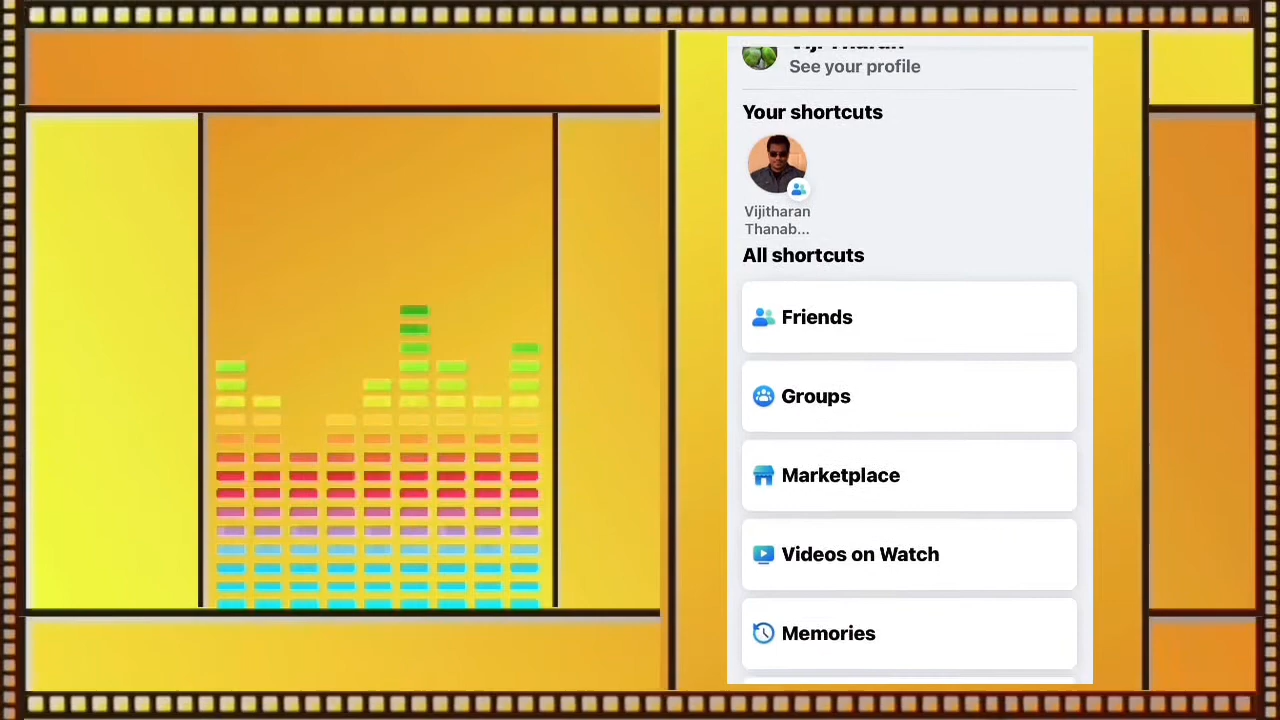 See your profile
Your shortcuts
Vijitharan
Thanab...
All shortcuts
Friends
Groups
Marketplace
Videos on Watch
Memories